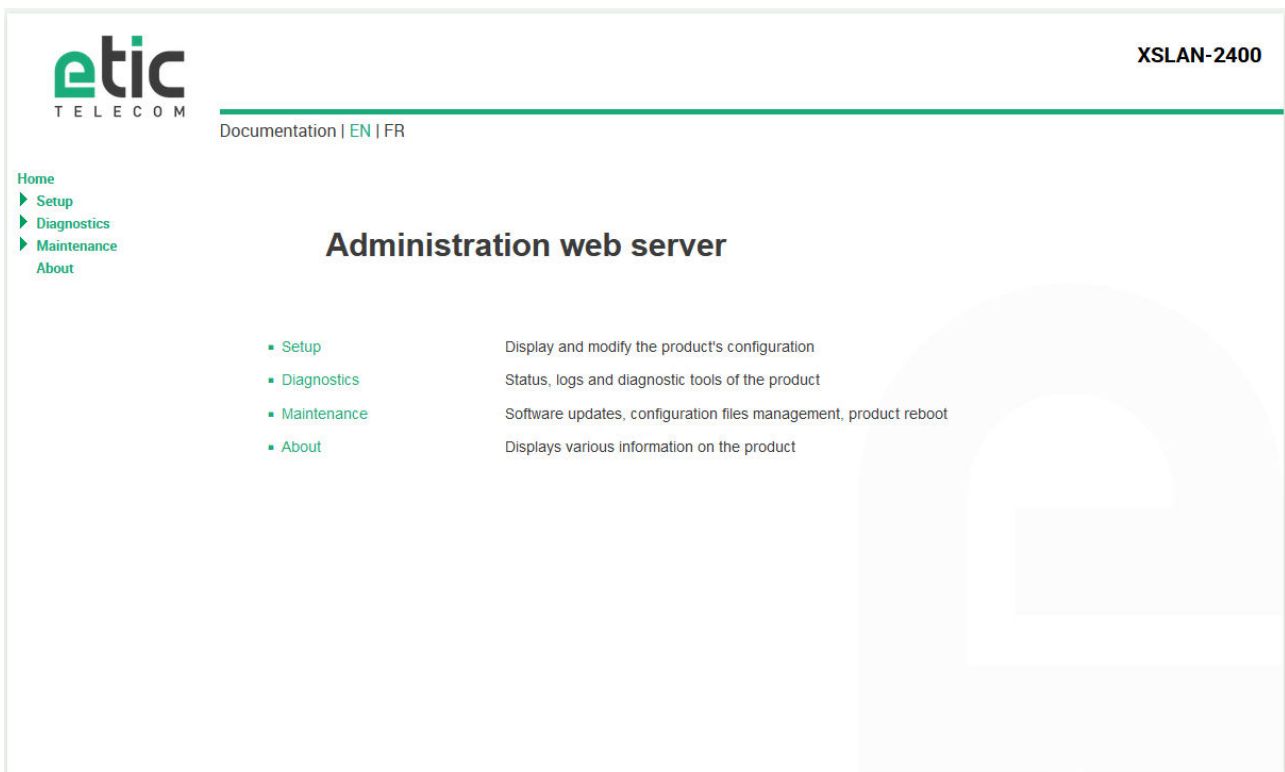 etic
TELECOM
XSLAN-2400
Documentation | EN | FR
Home
Setup
Diagnostics
Maintenance
About
Administration web server
Setup Display and modify the product's configuration
Diagnostics Status, logs and diagnostic tools of the product
Maintenance Software updates, configuration files management, product reboot
About Displays various information on the product